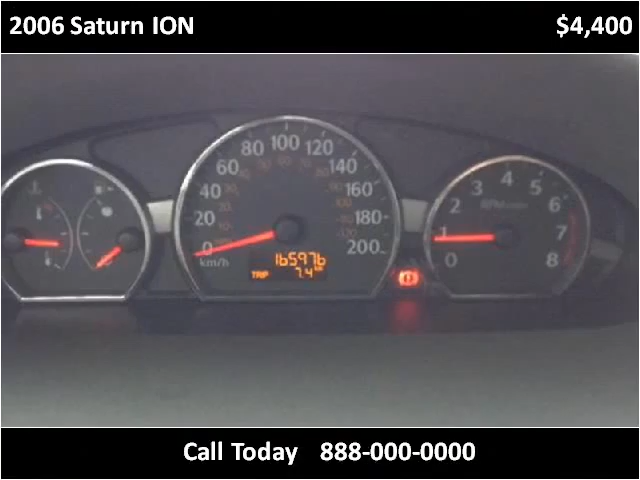 2006 Saturn ION $4,400
0 20 40 60 80 100 120 140 160 180 200
km/h
165976
TRIP 7.4
0 1 2 3 4 5 6 7 8
RPM
Call Today 888-000-0000